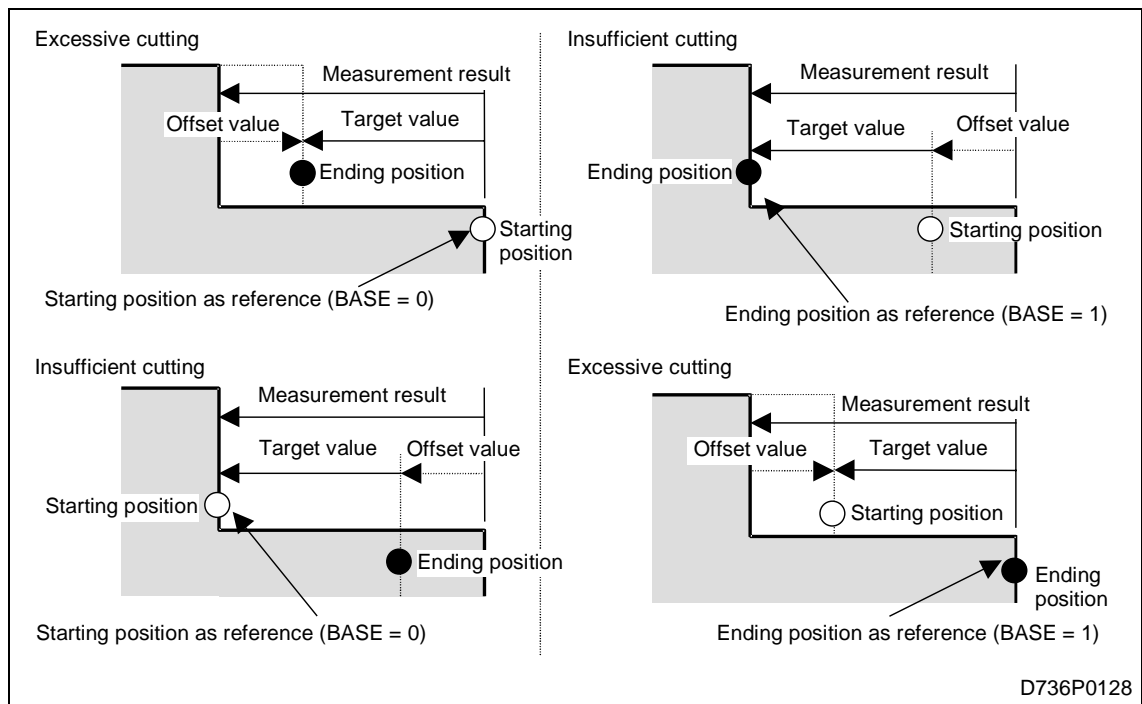 Excessive cutting
Measurement result
Offset value
Target value
Ending position
Starting
position
Starting position as reference (BASE = 0)
Insufficient cutting
Measurement result
Target value
Offset value
Ending position
Starting position
Ending position as reference (BASE = 1)
Insufficient cutting
Measurement result
Target value
Offset value
Starting position
Ending position
Starting position as reference (BASE = 0)
Excessive cutting
Measurement result
Offset value
Target value
Starting position
Ending
position
Ending position as reference (BASE = 1)
D736P0128